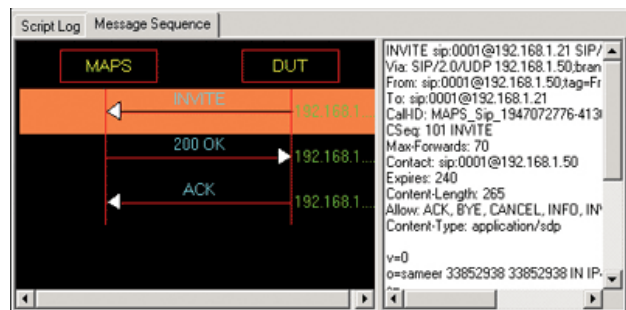 Script Log
Message Sequence
MAPS
DUT
INVITE
192.168.1...
200 OK
192.168.1....
ACK
192.168.1....
INVITE sip:0001@192.168.1.21 SIP/
Via: SIP/2.0/UDP 192.168.1.50;bran
From: sip:0001@192.168.1.50;tag=Fr
To: sip:0001@192.168.1.21
CallHD: MAPS_Sip_1947072776-413
CSeq: 101 INVITE
Max-Forwards: 70
Contact: sip:0001@192.168.1.50
Expires: 240
Content-Length: 265
Allow: ACK, BYE, CANCEL, INFO, IN
Content-Type: application/sdp
v=0
o=sameer 33852938 33852938 IN IP